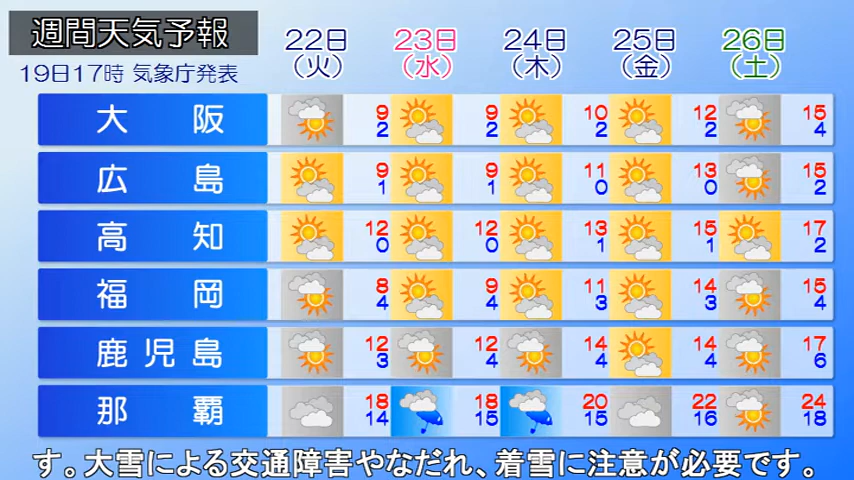 週間天気予報
19日17時 気象庁発表
22日 23日 24日 25日 26日
(火) (水) (木) (金) (土)
大阪 9 2 9 2 10 2 12 2 15 4
広島 9 1 9 1 11 0 13 0 15 2
高知 12 0 12 0 13 1 15 1 17 2
福岡 8 4 9 4 11 3 14 3 15 4
鹿児島 12 3 12 4 14 4 14 4 17 6
那覇 18 14 18 15 20 15 22 16 24 18
す。大雪による交通障害やなだれ、着雪に注意が必要です。